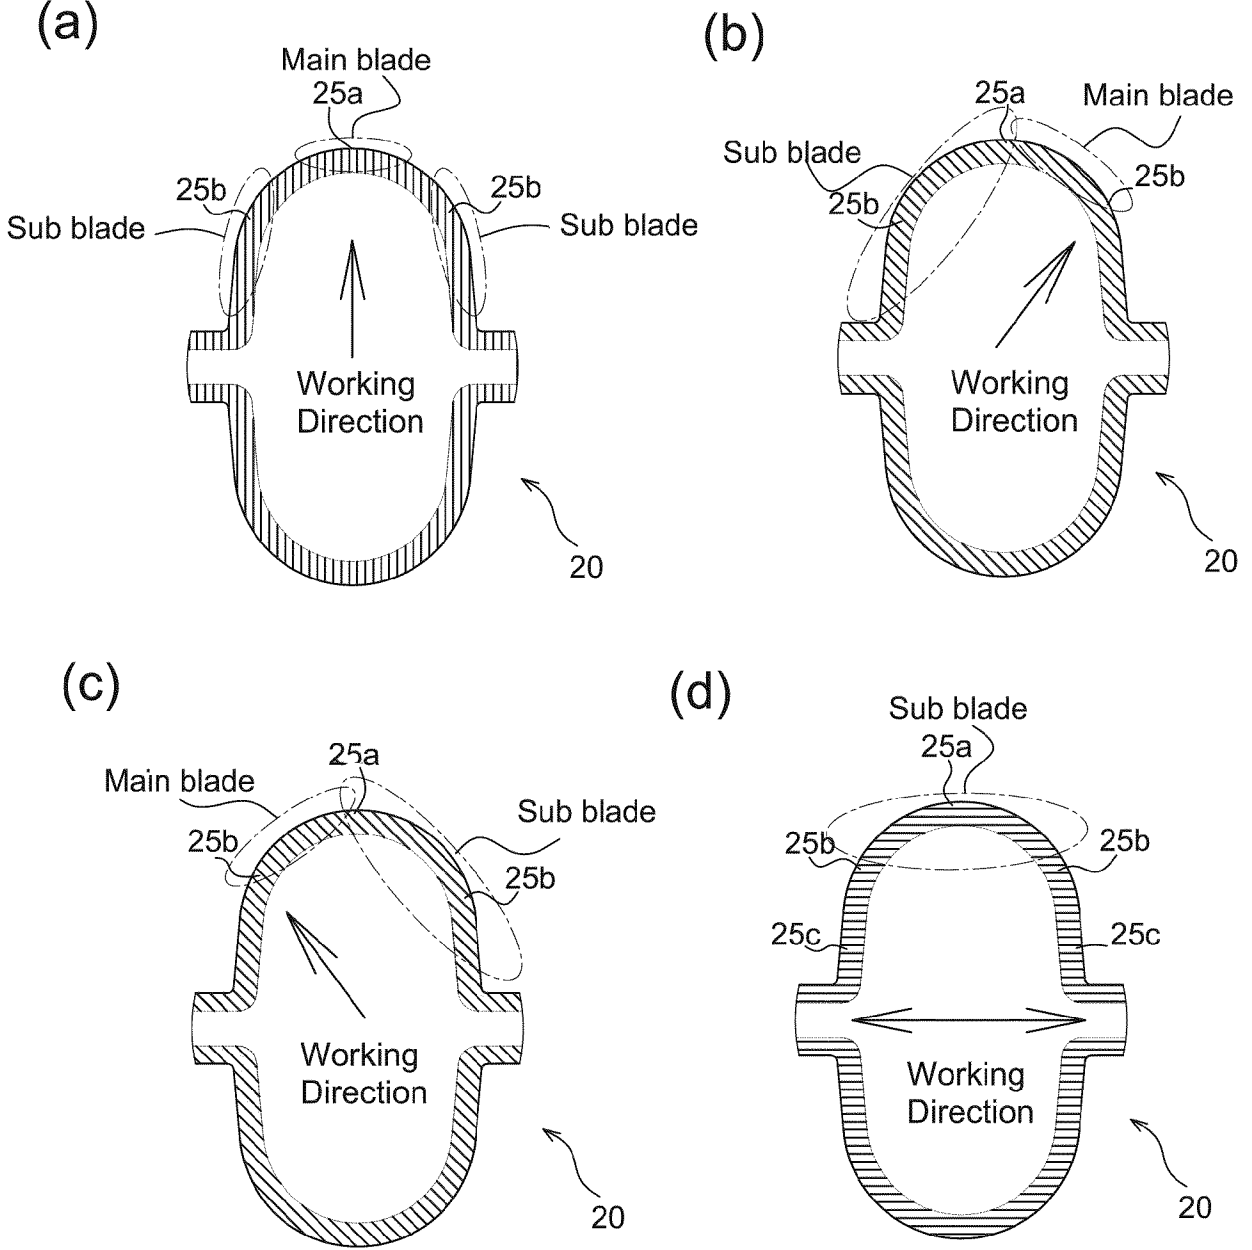 (a)
Main blade
25a
25b
25b
Sub blade
Sub blade
Working
Direction
20
(b)
25a
Main blade
Sub blade
25b
25b
Working
Direction
20
(c)
25a
Main blade
Sub blade
25b
25b
Working
Direction
20
(d)
Sub blade
25a
25b
25b
25c
25c
Working
Direction
20